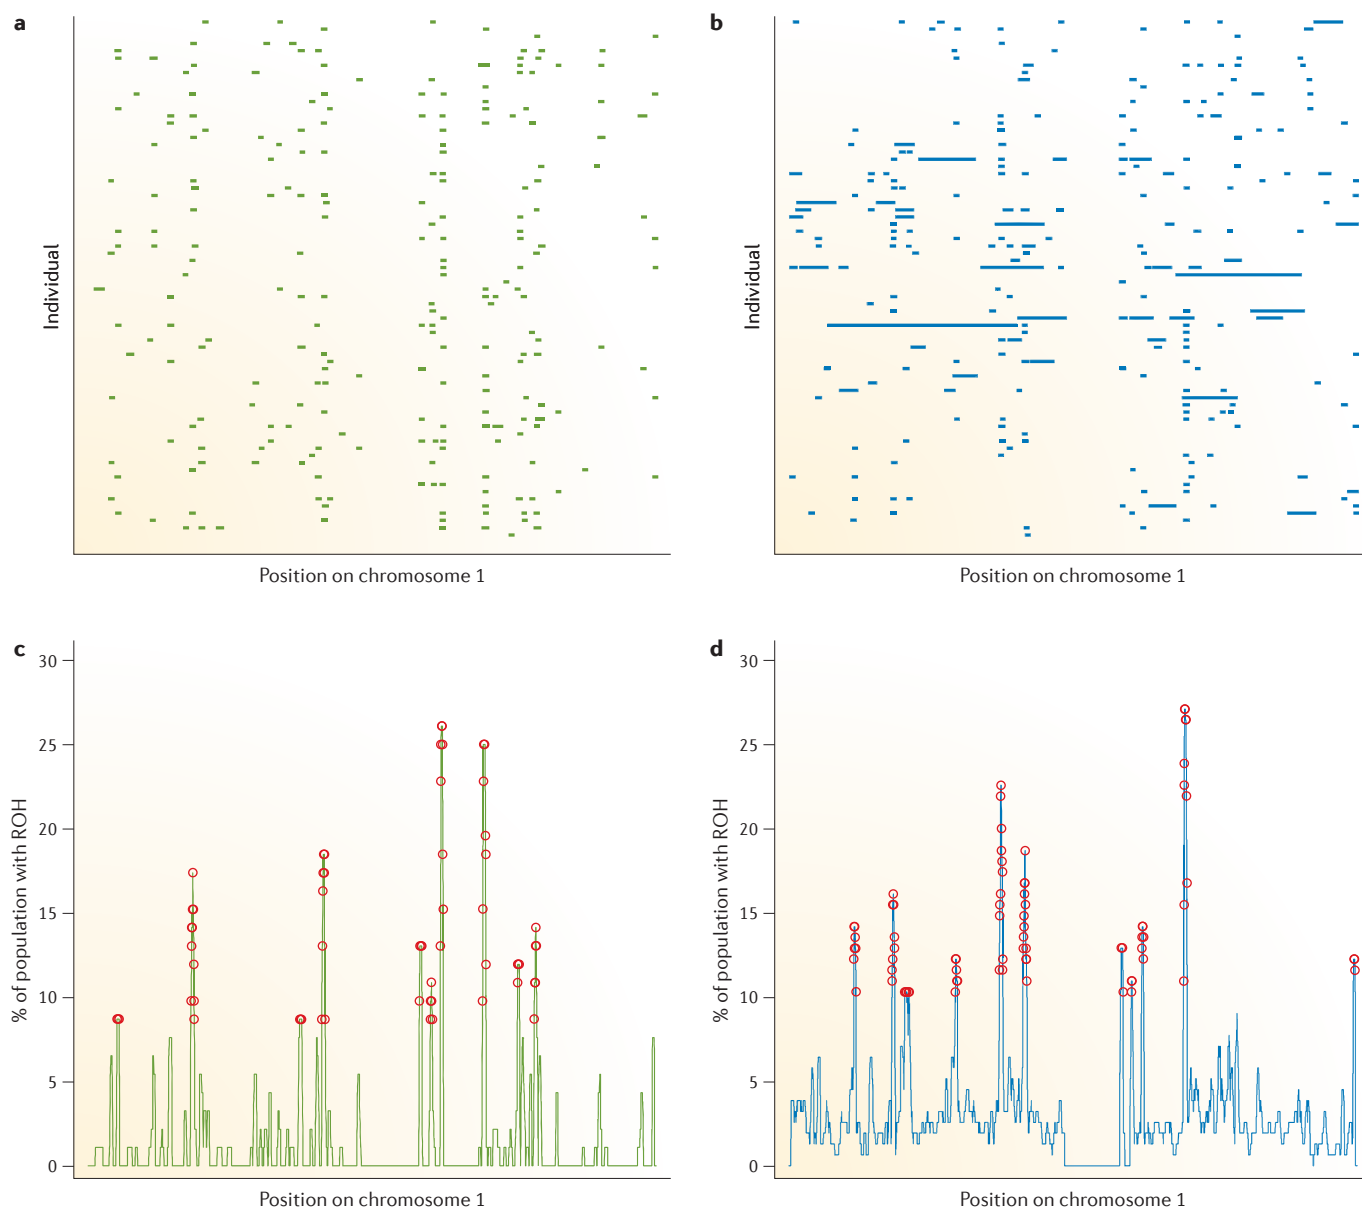 a
Individual
Position on chromosome 1
b
Individual
Position on chromosome 1
c
30
25
20
15
10
5
0
% of population with ROH
Position on chromosome 1
d
30
25
20
15
10
5
0
% of population with ROH
Position on chromosome 1